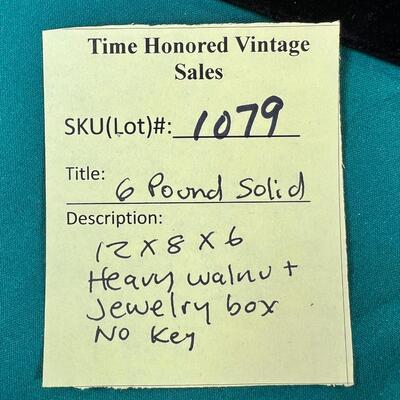 Time Honored Vintage
Sales
SKU(Lot)#: 1079
Title: 6 Pound Solid
Description:
12 x 8 x 6
Heavy walnut
Jewelry box
No Key